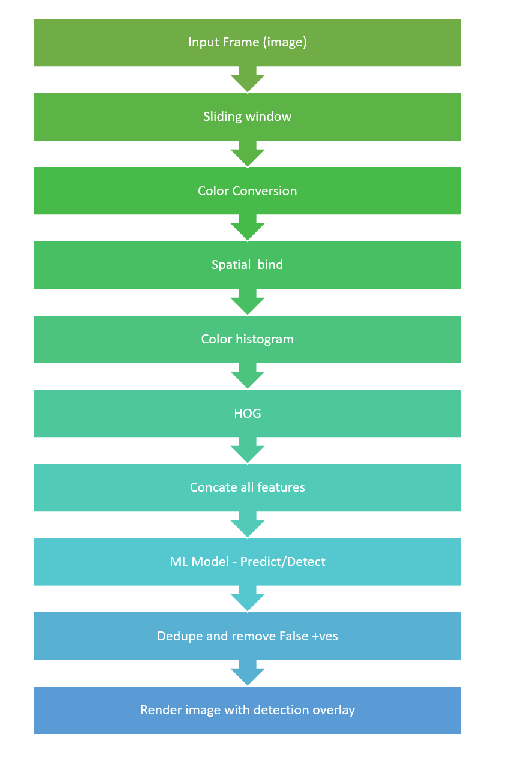 Input Frame (image)
Sliding window
Color Conversion
Spatial  bind
Color histogram
HOG
Concate all features
ML Model - Predict/Detect
Dedupe and remove False +ves
Render image with detection overlay